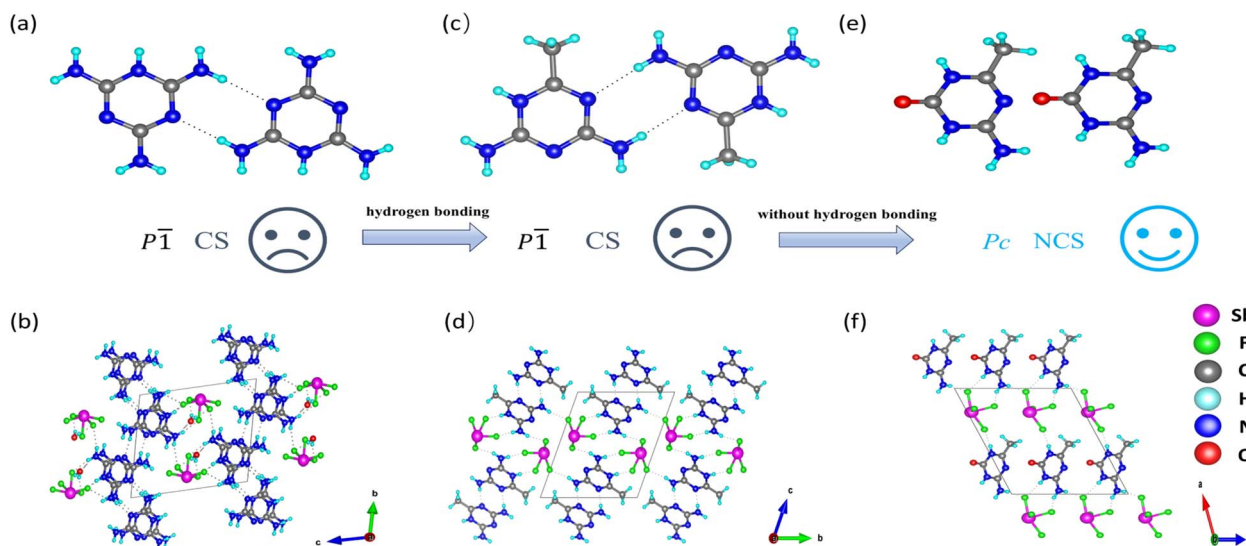 (a)
(c)
(e)
hydrogen bonding
without hydrogen bonding
P1̅ CS
P1̅ CS
Pc NCS
(b)
(d)
(f)
H
b
c
c
b
a